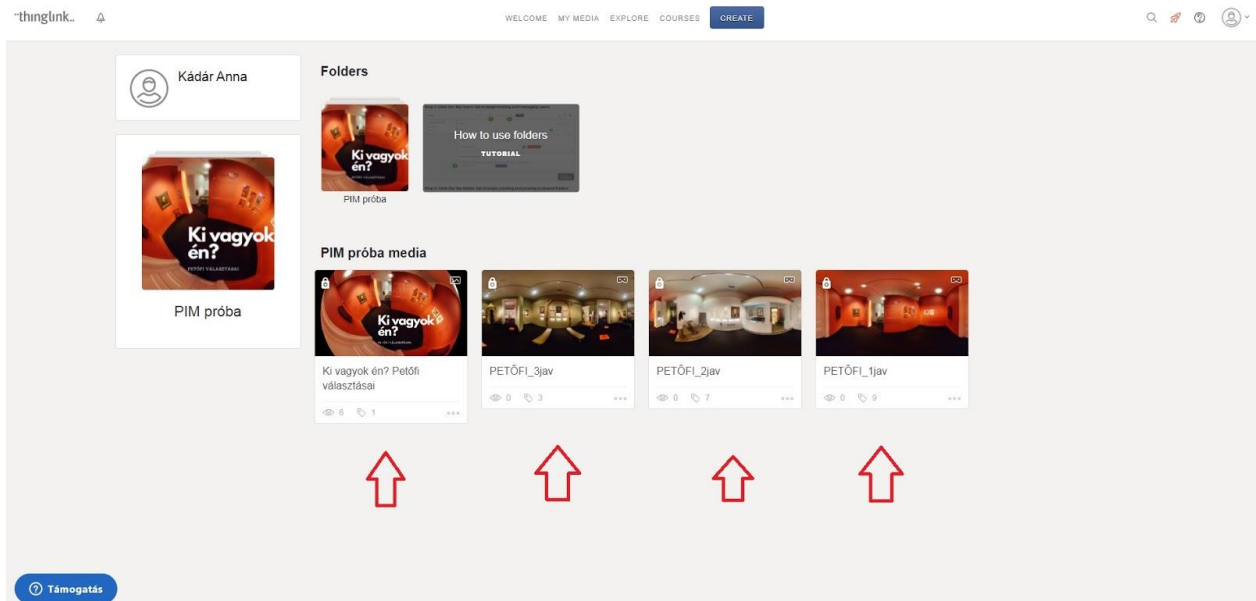 thinglink..
WELCOME MY MEDIA EXPLORE COURSES CREATE
Kádár Anna
Ki vagyok
én?
PETŐFI VÁLASZTÁSAI
PIM próba
Folders
Ki vagyok
én?
PIM próba
How to use folders
TUTORIAL
PIM próba media
Ki vagyok
én?
Ki vagyok én? Petőfi
választásai
6 1
PETŐFI_3jav
0 3
PETŐFI_2jav
0 7
PETŐFI_1jav
0 9
Támogatás